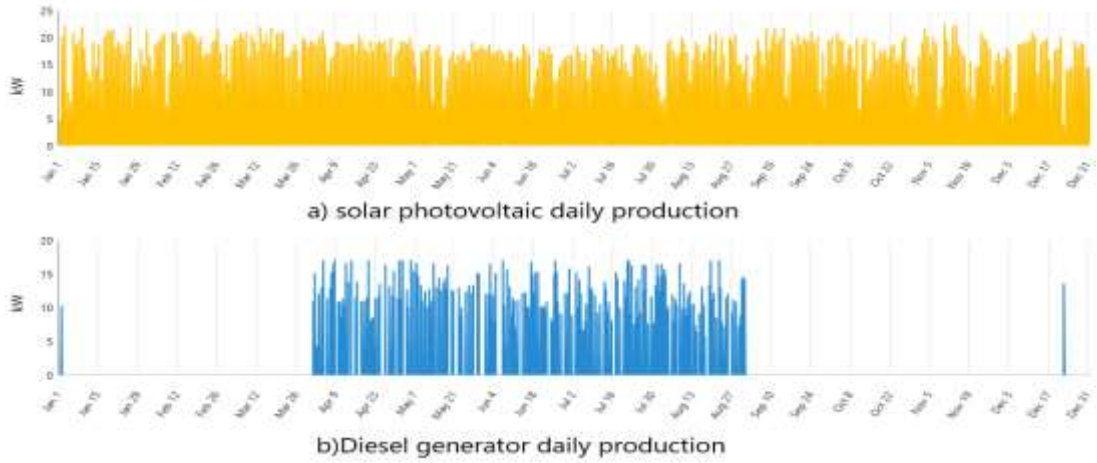 25
20
15
10
5
0
kW
Jan 1 Jan 15 Jan 29 Feb 12 Feb 26 Mar 12 Mar 26 Apr 9 Apr 23 May 7 May 21 Jun 4 Jun 18 Jul 2 Jul 16 Jul 30 Aug 13 Aug 27 Sep 10 Sep 24 Oct 8 Oct 22 Nov 5 Nov 19 Dec 3 Dec 17 Dec 31
a) solar photovoltaic daily production
20
15
10
5
0
kW
Jan 1 Jan 15 Jan 29 Feb 12 Feb 26 Mar 12 Mar 26 Apr 9 Apr 23 May 7 May 21 Jun 4 Jun 18 Jul 2 Jul 16 Jul 30 Aug 13 Aug 27 Sep 10 Sep 24 Oct 8 Oct 22 Nov 5 Nov 19 Dec 3 Dec 17 Dec 31
b)Diesel generator daily production